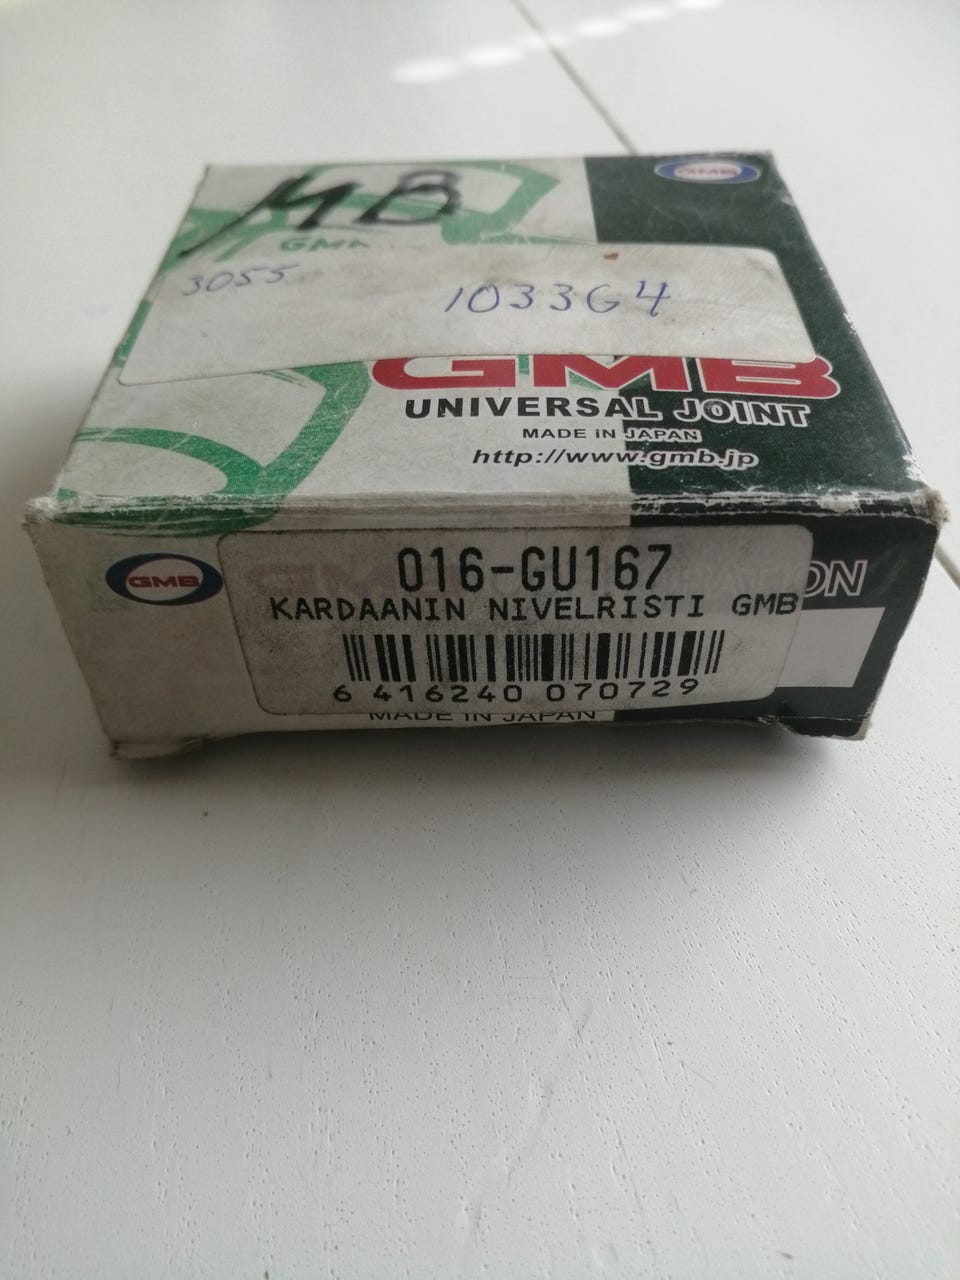 GMB
MB
GMB
3055
103364
GMB
UNIVERSAL JOINT
MADE IN JAPAN
http://www.gmb.jp
GMB
016-GU167
KARDAANIN NIVELRISTI GMB
6 416240 070729
MADE IN JAPAN